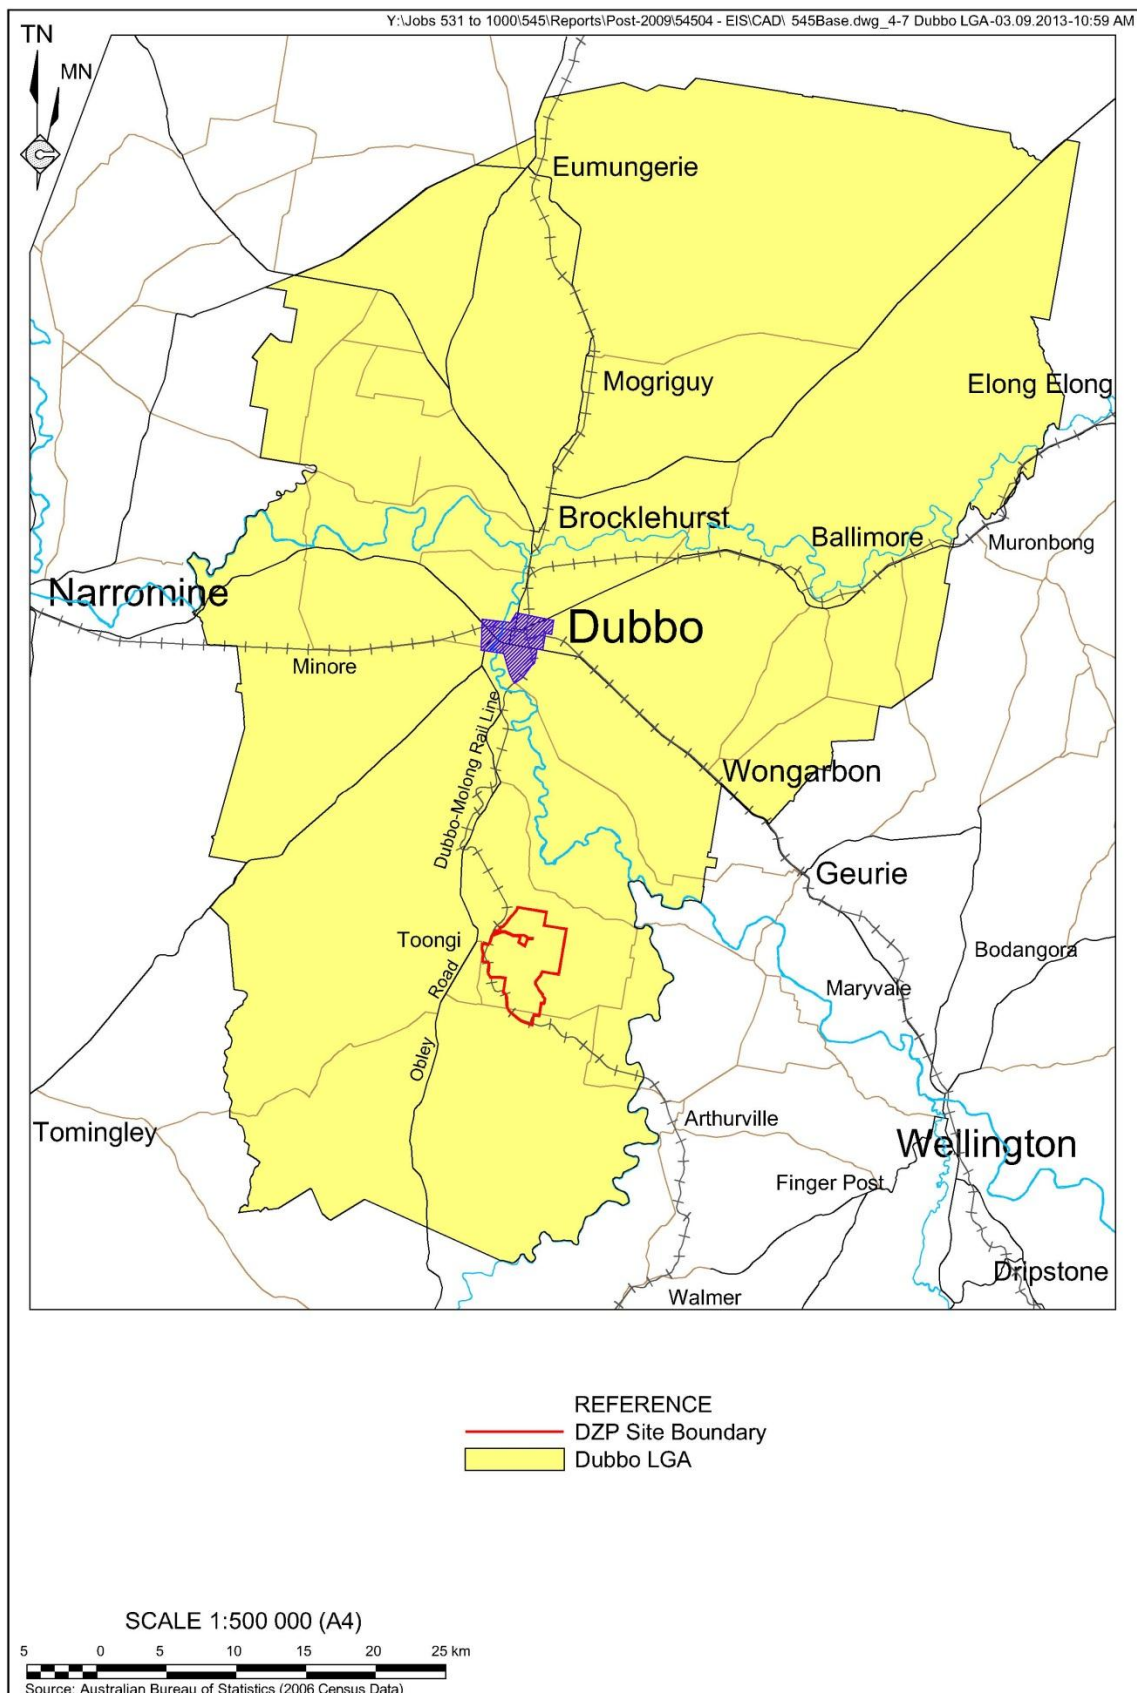 Y:\Jobs 531 to 1000\545\Reports\Post-2009\54504 - EIS\CAD\ 545Base.dwg_4-7 Dubbo LGA-03.09.2013-10:59 AM
TN
MN
Eumungerie
Mogriguy
Elong Elong
Brocklehurst
Ballimore
Muronbong
Narromine
Dubbo
Minore
Dubbo-Molong Rail Line
Wongarbon
Geurie
Toongi
Bodangora
Road
Maryvale
Obley
Arthurville
Tomingley
Wellington
Finger Post
Dripstone
Walmer
REFERENCE
DZP Site Boundary
Dubbo LGA
SCALE 1:500 000 (A4)
5 0 5 10 15 20 25 km
Source: Australian Bureau of Statistics (2006 Census Data)